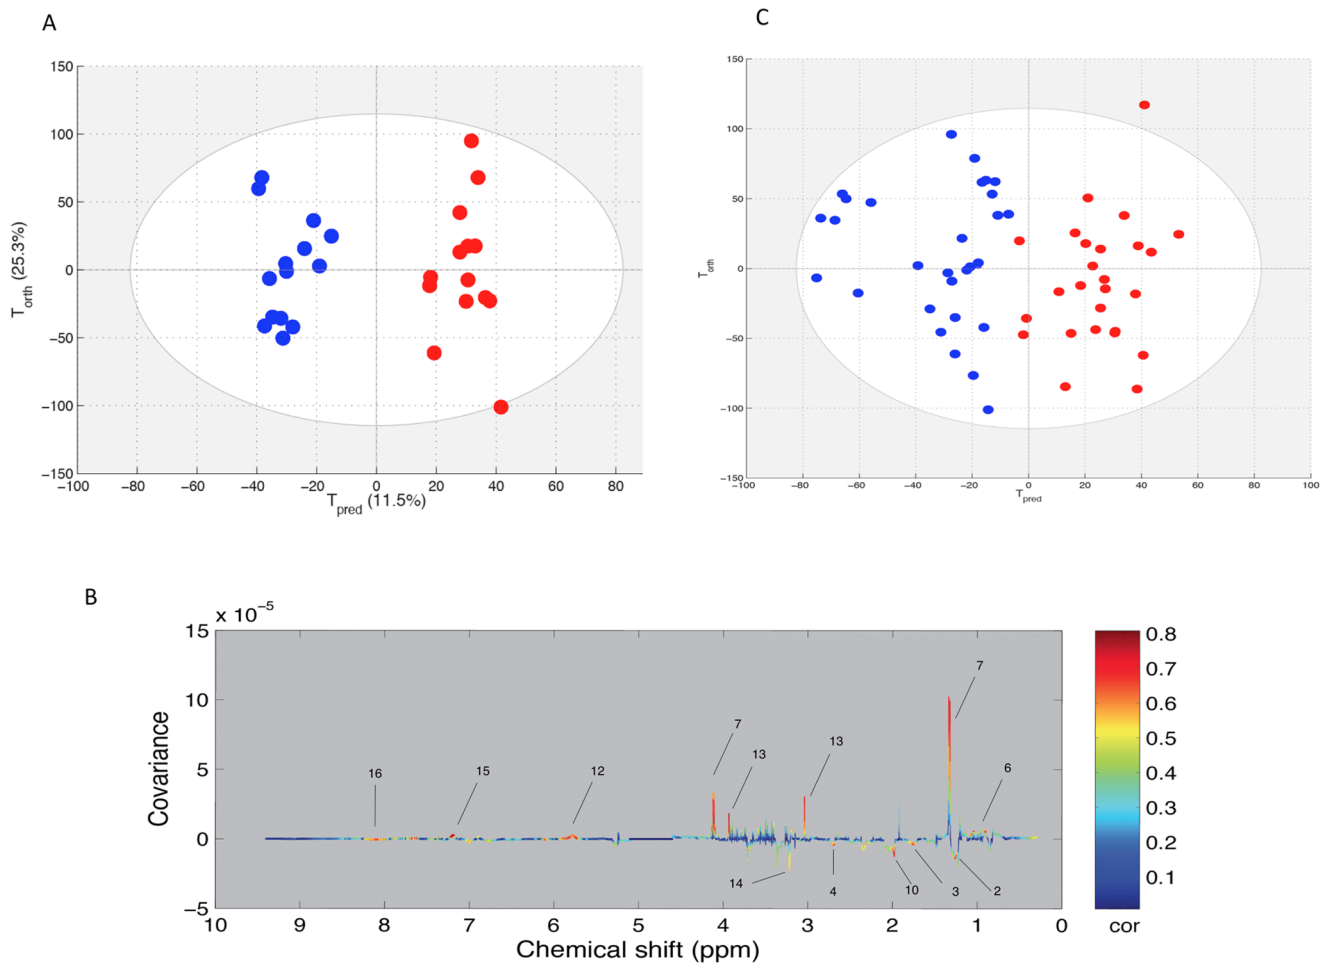 A
150
100
50
0
−50
−100
−150
−100 −80 −60 −40 −20 0 20 40 60 80
T_orth (25.3%)
T_pred (11.5%)
C
150
100
50
0
−50
−100
−150
−100 −80 −60 −40 −20 0 20 40 60 80 100
T_orth
T_pred
B
x 10^-5
15
10
5
0
−5
Covariance
7
7
13
13
6
16
15
12
14
4
10
3
2
10 9 8 7 6 5 4 3 2 1 0
Chemical shift (ppm)
0.8
0.7
0.6
0.5
0.4
0.3
0.2
0.1
cor